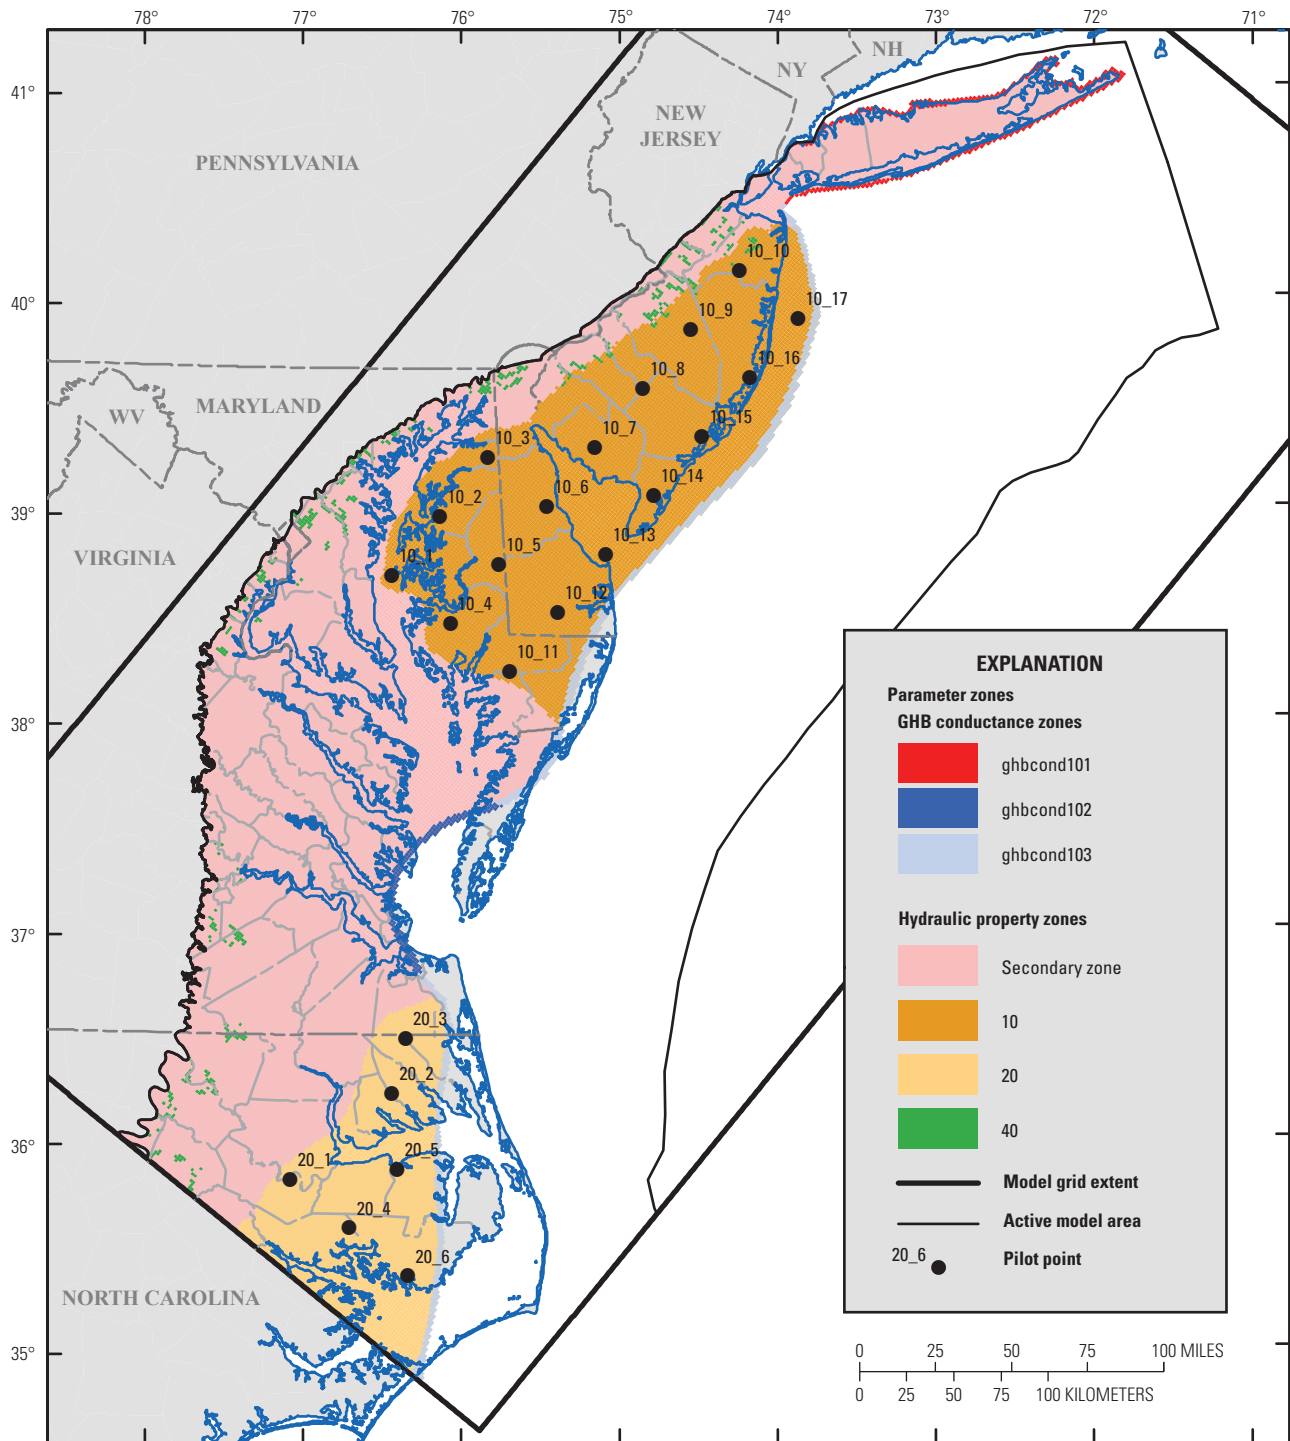 78°
77°
76°
75°
74°
73°
72°
71°
41°
40°
39°
38°
37°
36°
35°
NH
NY
NEW
JERSEY
PENNSYLVANIA
WV
MARYLAND
VIRGINIA
NORTH CAROLINA
10_10
10_17
10_9
10_16
10_8
10_15
10_7
10_3
10_14
10_6
10_2
10_13
10_5
10_1
10_12
10_4
10_11
20_3
20_2
20_5
20_1
20_4
20_6
EXPLANATION
Parameter zones
GHB conductance zones
ghbcond101
ghbcond102
ghbcond103
Hydraulic property zones
Secondary zone
10
20
40
Model grid extent
Active model area
20_6
Pilot point
0 25 50 75 100 MILES
0 25 50 75 100 KILOMETERS